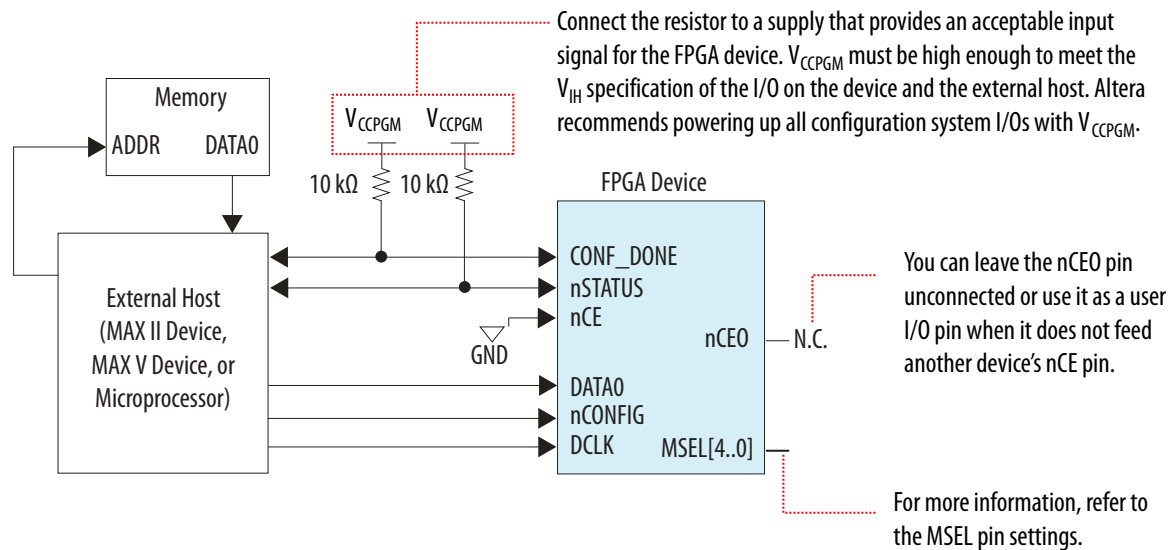 Connect the resistor to a supply that provides an acceptable input
signal for the FPGA device. VCCPGM must be high enough to meet the
VIH specification of the I/O on the device and the external host. Altera
recommends powering up all configuration system I/Os with VCCPGM.
Memory
ADDR DATA0
VCCPGM VCCPGM
10 kΩ 10 kΩ
FPGA Device
External Host
(MAX II Device,
MAX V Device, or
Microprocessor)
CONF_DONE
nSTATUS
nCE
GND
nCEO
N.C.
DATA0
nCONFIG
DCLK
MSEL[4..0]
You can leave the nCEO pin
unconnected or use it as a user
I/O pin when it does not feed
another device's nCE pin.
For more information, refer to
the MSEL pin settings.